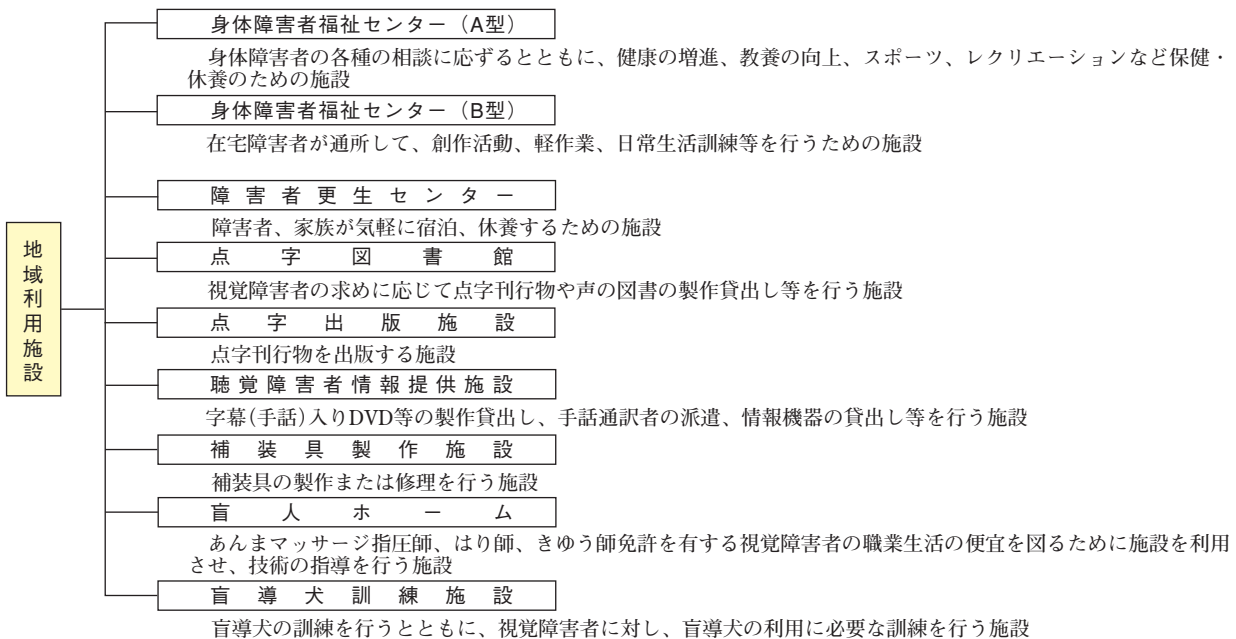 身体障害者福祉センター（A型）
身体障害者の各種の相談に応ずるとともに、健康の増進、教養の向上、スポーツ、レクリエーションなど保健・
休養のための施設
身体障害者福祉センター（B型）
在宅障害者が通所して、創作活動、軽作業、日常生活訓練等を行うための施設
障害者更生センター
障害者、家族が気軽に宿泊、休養するための施設
点字図書館
視覚障害者の求めに応じて点字刊行物や声の図書の製作貸出し等を行う施設
地域利用施設
点字出版施設
点字刊行物を出版する施設
聴覚障害者情報提供施設
字幕(手話)入りDVD等の製作貸出し、手話通訳者の派遣、情報機器の貸出し等を行う施設
補装具製作施設
補装具の製作または修理を行う施設
盲人ホーム
あんまマッサージ指圧師、はり師、きゆう師免許を有する視覚障害者の職業生活の便宜を図るために施設を利用
させ、技術の指導を行う施設
盲導犬訓練施設
盲導犬の訓練を行うとともに、視覚障害者に対し、盲導犬の利用に必要な訓練を行う施設